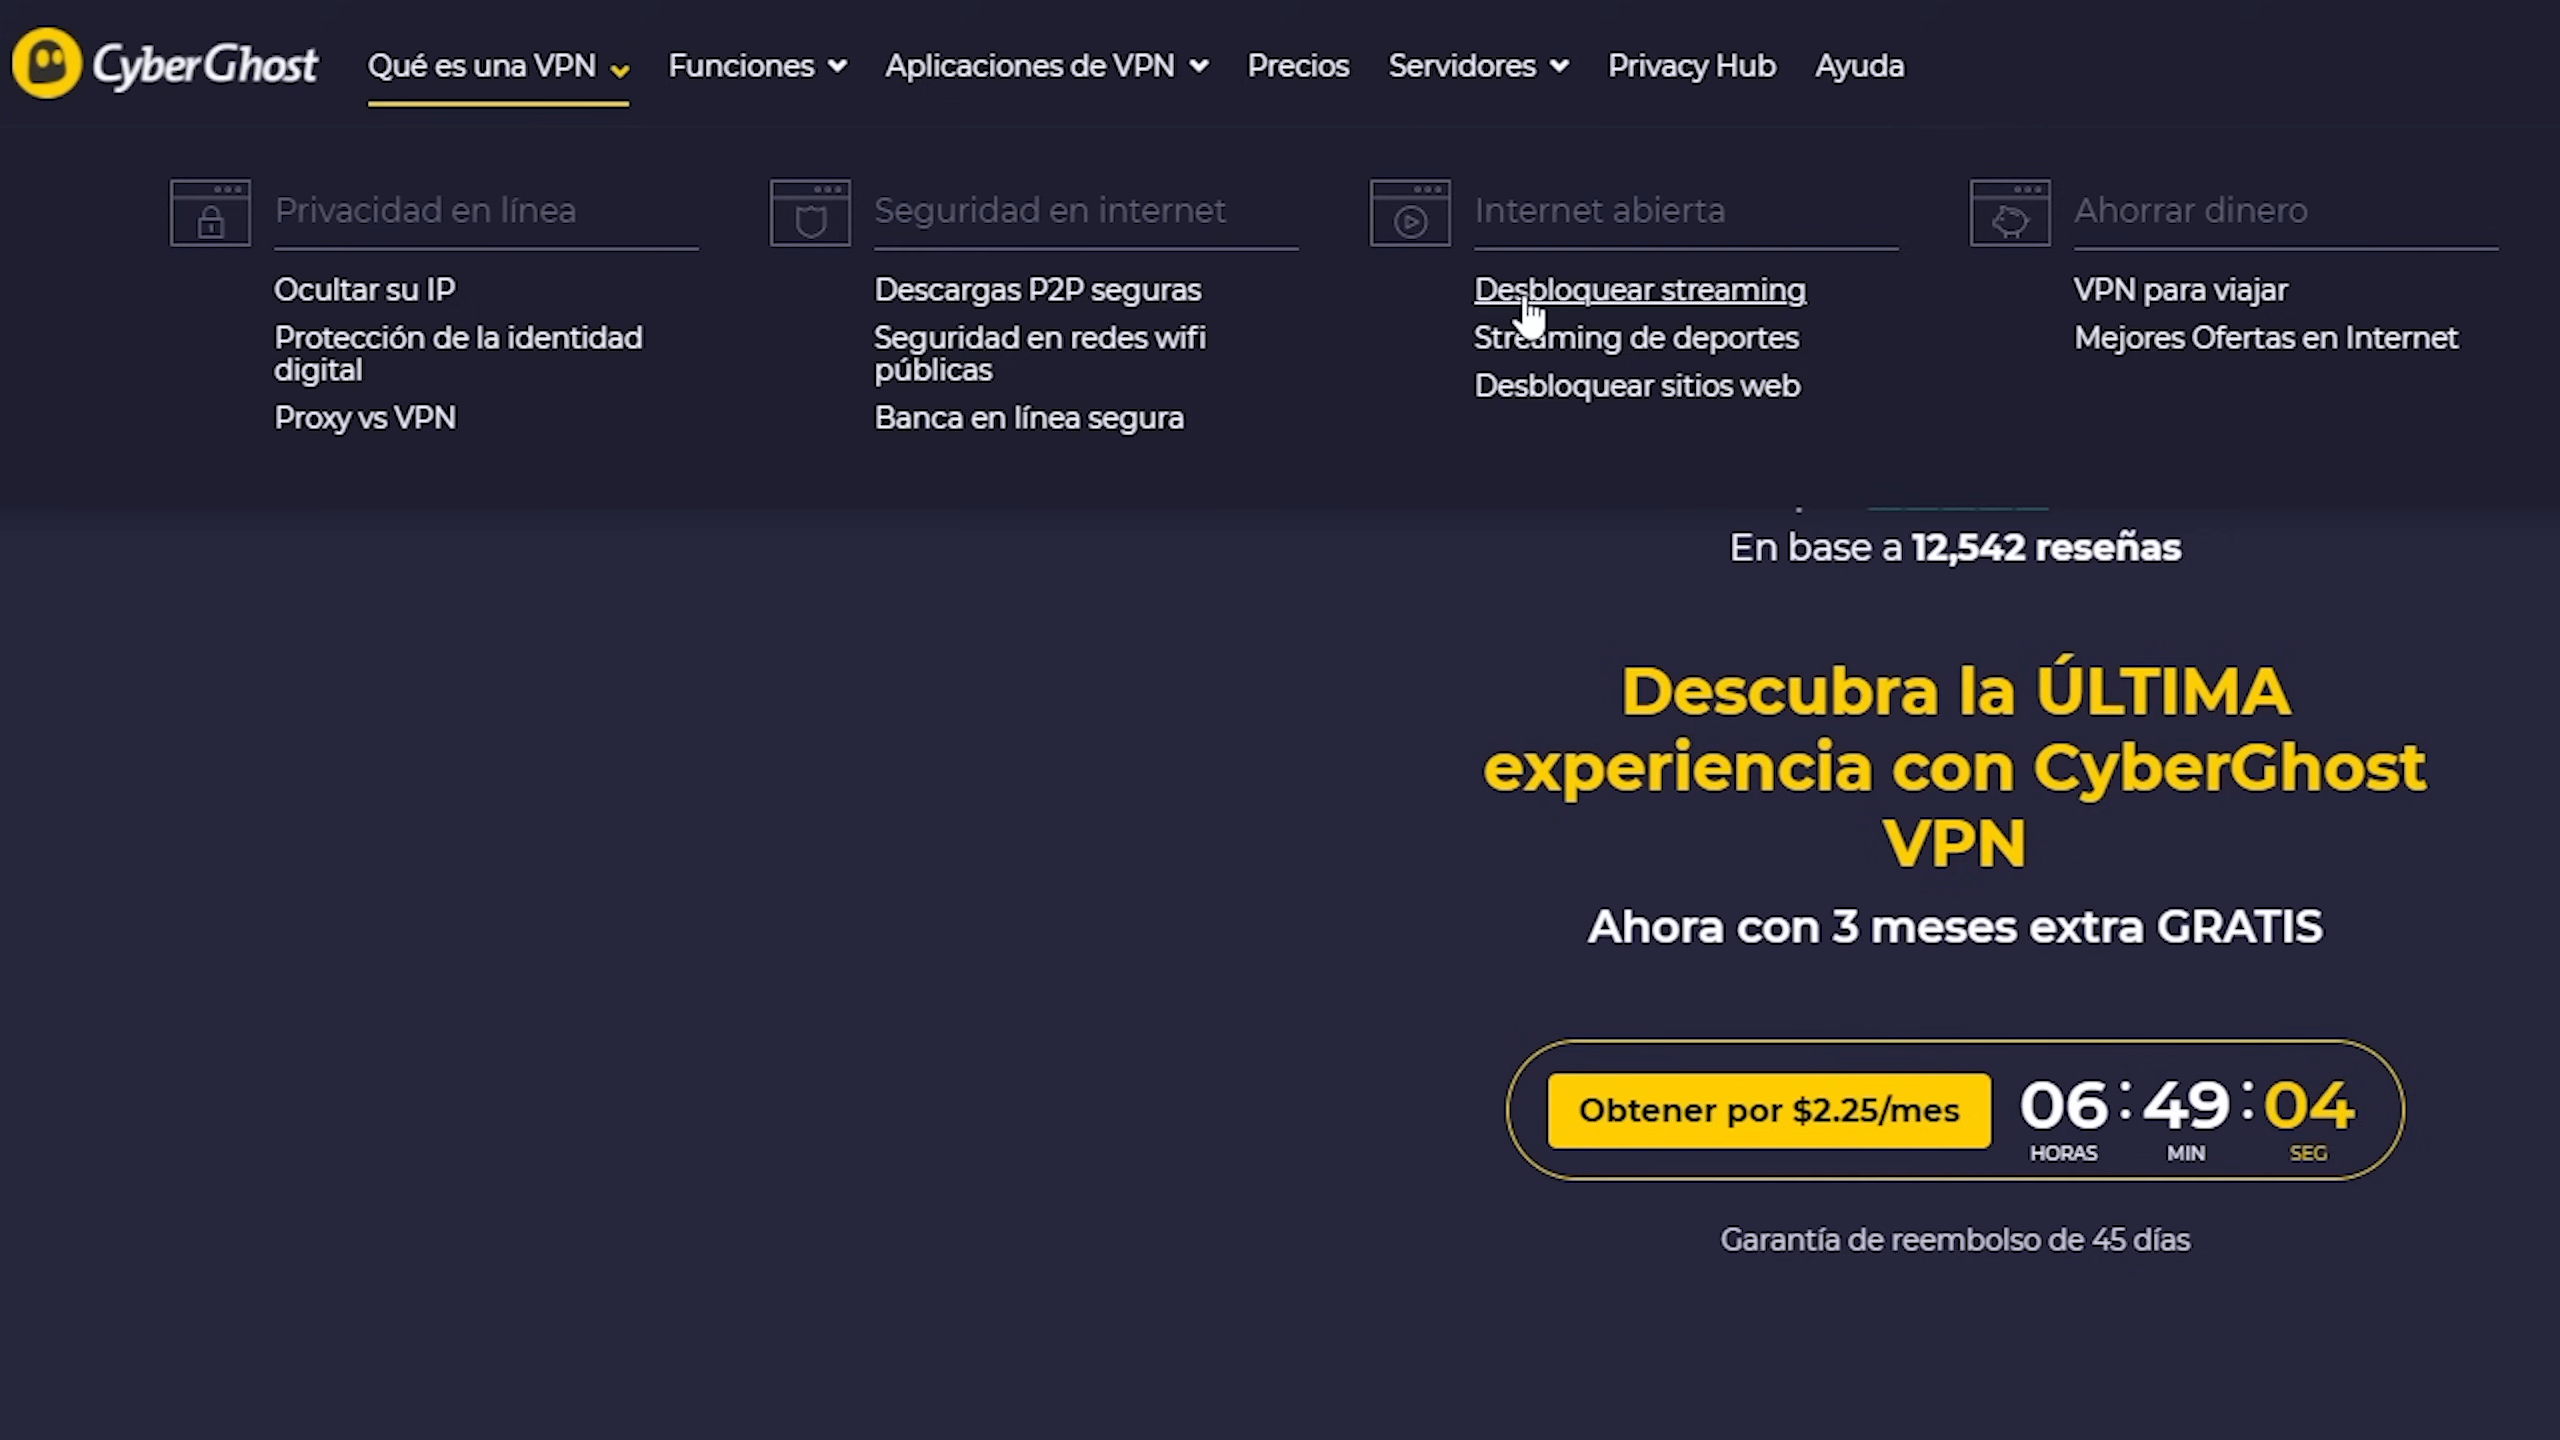 CyberGhost
Qué es una VPN
Funciones
Aplicaciones de VPN
Precios
Servidores
Privacy Hub
Ayuda
Privacidad en línea
Ocultar su IP
Protección de la identidad
digital
Proxy vs VPN
Seguridad en internet
Descargas P2P seguras
Seguridad en redes wifi
públicas
Banca en línea segura
Internet abierta
Desbloquear streaming
Streaming de deportes
Desbloquear sitios web
Ahorrar dinero
VPN para viajar
Mejores Ofertas en Internet
En base a 12,542 reseñas
Descubra la ÚLTIMA
experiencia con CyberGhost
VPN
Ahora con 3 meses extra GRATIS
Obtener por $2.25/mes
06 : 49 : 04
HORAS MIN SEG
Garantía de reembolso de 45 días